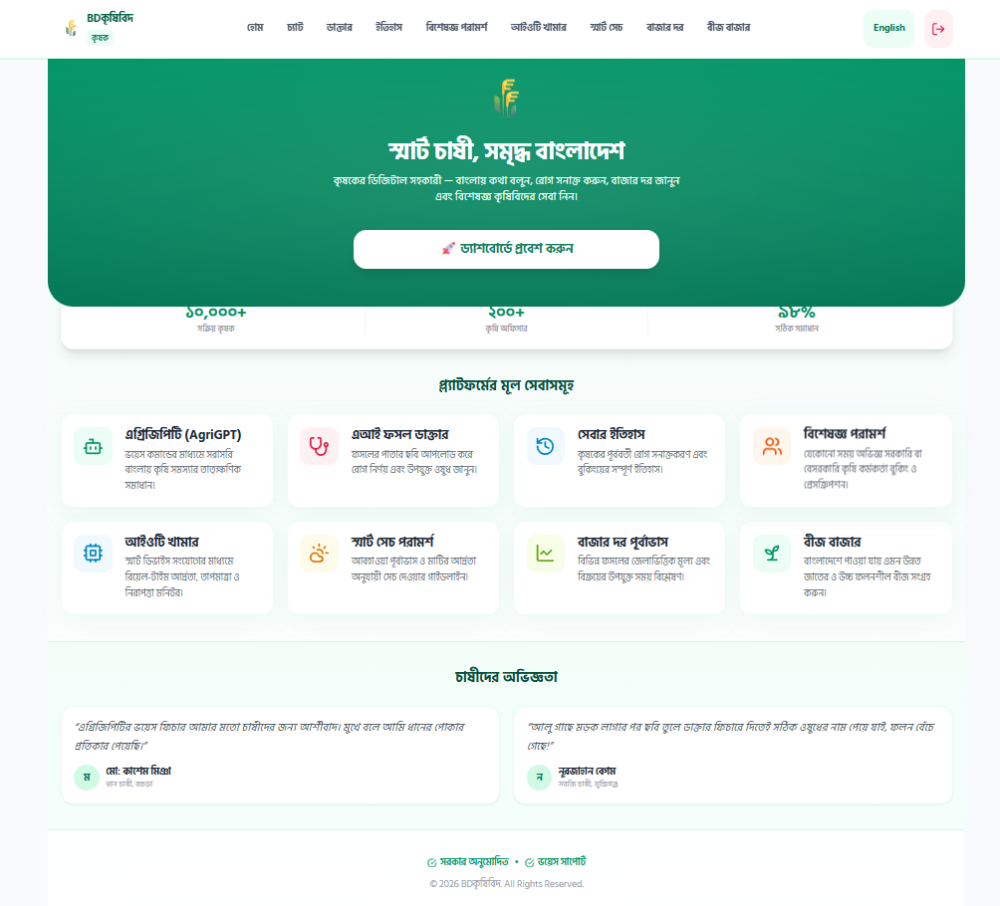 BDকৃষিবিদ
কৃষক
হোম চ্যাট ডাক্তার ইতিহাস বিশেষজ্ঞ পরামর্শ আইওটি খামার স্মার্ট সেচ বাজার দর বীজ বাজার
English
স্মার্ট চাষী, সমৃদ্ধ বাংলাদেশ
কৃষকের ডিজিটাল সহকারী — বাংলায় কথা বলুন, রোগ সনাক্ত করুন, বাজার দর জানুন
এবং বিশেষজ্ঞ কৃষিবিদের সেবা নিন।
🚀 ড্যাশবোর্ডে প্রবেশ করুন
১০,০০০+ ২০০+ ৯৮%
সক্রিয় কৃষক কৃষি অফিসার সঠিক সমাধান
প্ল্যাটফর্মের মূল সেবাসমূহ
এগ্রিজিপিটি (AgriGPT)
ভয়েস কমান্ডের মাধ্যমে সরাসরি
বাংলায় কৃষি সমস্যার তাৎক্ষণিক
সমাধান।
এআই ফসল ডাক্তার
ফসলের পাতার ছবি আপলোড করে
রোগ নির্ণয় এবং উপযুক্ত ওষুধ জানুন।
সেবার ইতিহাস
কৃষকের পূর্ববর্তী রোগ সনাক্তকরণ এবং
বুকিংয়ের সম্পূর্ণ ইতিহাস।
বিশেষজ্ঞ পরামর্শ
যেকোনো সময় অভিজ্ঞ সরকারি বা
বেসরকারি কৃষি কর্মকর্তা বুকিং ও
প্রেসক্রিপশন।
আইওটি খামার
স্মার্ট ডিভাইস সংযোগের মাধ্যমে
রিয়েল-টাইম আর্দ্রতা, তাপমাত্রা ও
নিরাপত্তা মনিটর।
স্মার্ট সেচ পরামর্শ
আবহাওয়া পূর্বাভাস ও মাটির আর্দ্রতা
অনুযায়ী সেচ দেওয়ার গাইডলাইন।
বাজার দর পূর্বাভাস
বিভিন্ন ফসলের জেলাভিত্তিক মূল্য এবং
বিক্রয়ের উপযুক্ত সময় বিশ্লেষণ।
বীজ বাজার
বাংলাদেশে পাওয়া যায় এমন উন্নত
জাতের ও উচ্চ ফলনশীল বীজ সংগ্রহ
করুন।
চাষীদের অভিজ্ঞতা
“এগ্রিজিপিটির ভয়েস ফিচার আমার মতো চাষীদের জন্য আশীর্বাদ। মুখে বলে আমি ধানের পোকার
প্রতিকার পেয়েছি।”
ম
মো: কাশেম মিঞা
ধান চাষী, বগুড়া
“আলু গাছে মড়ক লাগার পর ছবি তুলে ডাক্তার ফিচারে দিতেই সঠিক ওষুধের নাম পেয়ে যাই, ফলন বেঁচে
গেছে!”
ন
নূরজাহান বেগম
সবজি চাষী, মুন্সিগঞ্জ
সরকার অনুমোদিত • ভয়েস সাপোর্ট
© 2026 BDকৃষিবিদ. All Rights Reserved.